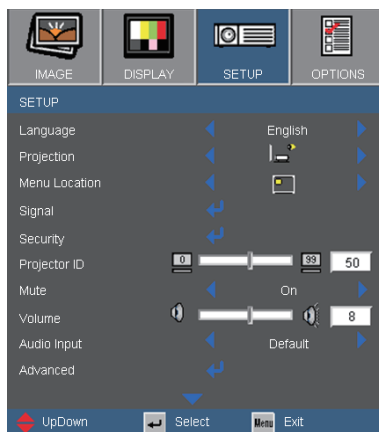 IMAGE DISPLAY SETUP OPTIONS
SETUP
Language English
Projection
Menu Location
Signal
Security
Projector ID 0 99 50
Mute On
Volume 8
Audio Input Default
Advanced
UpDown Select Menu Exit